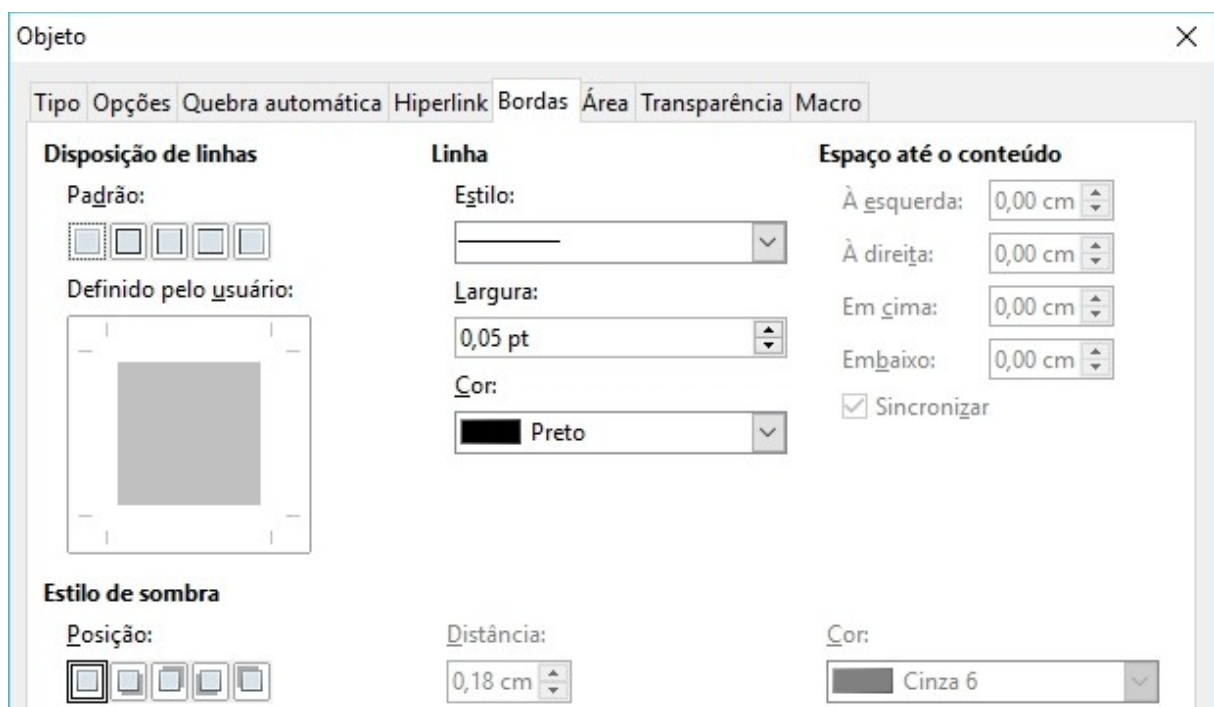 Objeto
Tipo Opções Quebra automática Hiperlink Bordas Área Transparência Macro
Disposição de linhas
Padrão:
Definido pelo usuário:
Linha
Estilo:
Largura:
0,05 pt
Cor:
Preto
Espaço até o conteúdo
À esquerda: 0,00 cm
À direita: 0,00 cm
Em cima: 0,00 cm
Embaixo: 0,00 cm
Sincronizar
Estilo de sombra
Posição:
Distância:
0,18 cm
Cor:
Cinza 6